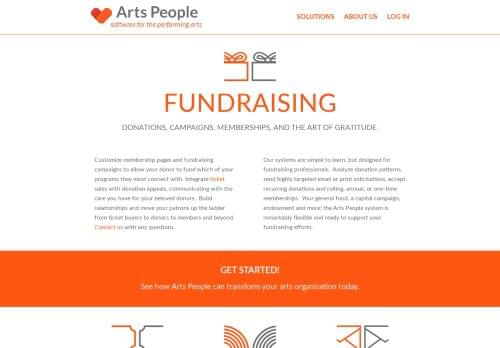 Arts People
software for the performing arts
SOLUTIONS ABOUT US LOG IN
FUNDRAISING
DONATIONS, CAMPAIGNS, MEMBERSHIPS, AND THE ART OF GRATITUDE.
Customize membership pages and fundraising
campaigns to allow your donor to fund which of your
programs they most connect with. Integrate ticket
sales with donation appeals, communicating with the
care you have for your beloved donors. Build
relationships and move your patrons up the ladder
from ticket buyers to donors to members and beyond.
Contact us with any questions.
Our systems are simple to learn, but designed for
fundraising professionals. Analyze donation patterns,
send highly targeted email or print solicitations, accept
recurring donations and rolling, annual, or one-time
memberships. Your general fund, a capital campaign,
endowment and more: the Arts People system is
remarkably flexible and ready to support your
fundraising efforts.
GET STARTED!
See how Arts People can transform your arts organization today.